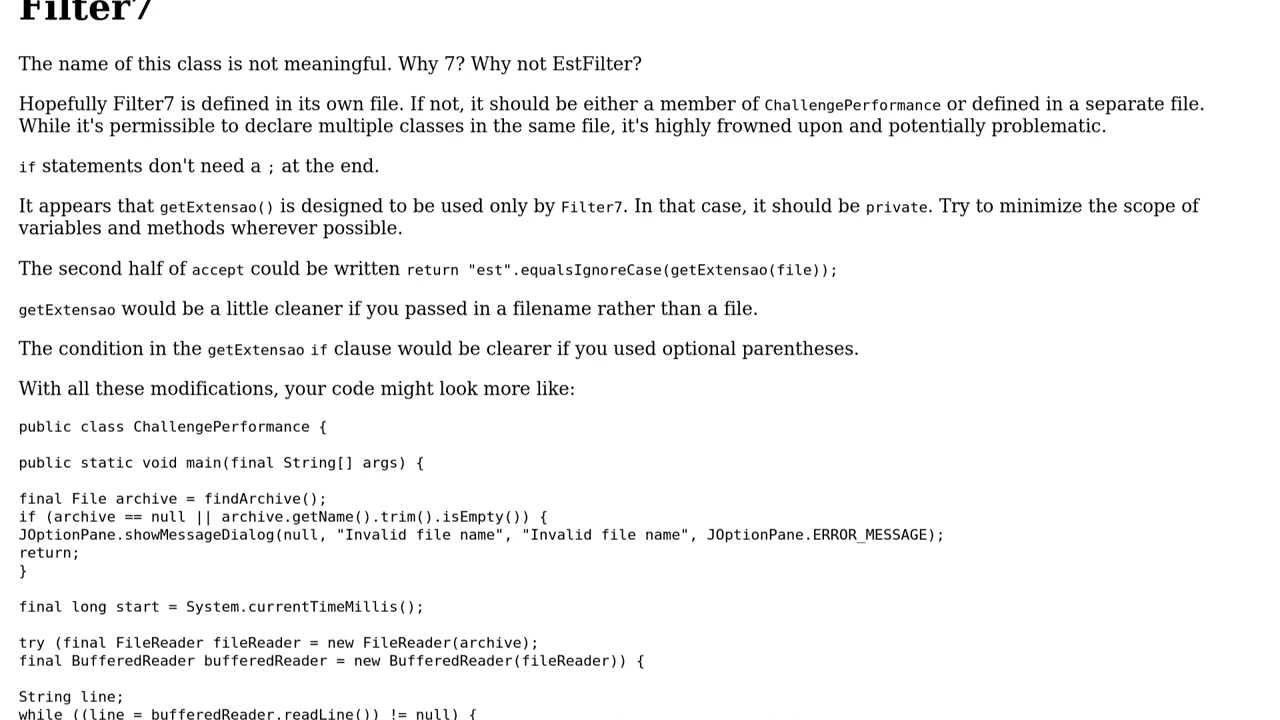 Filter7
The name of this class is not meaningful. Why 7? Why not EstFilter?
Hopefully Filter7 is defined in its own file. If not, it should be either a member of ChallengePerformance or defined in a separate file.
While it's permissible to declare multiple classes in the same file, it's highly frowned upon and potentially problematic.
if statements don't need a ; at the end.
It appears that getExtensao() is designed to be used only by Filter7. In that case, it should be private. Try to minimize the scope of
variables and methods wherever possible.
The second half of accept could be written return "est".equalsIgnoreCase(getExtensao(file));
getExtensao would be a little cleaner if you passed in a filename rather than a file.
The condition in the getExtensao if clause would be clearer if you used optional parentheses.
With all these modifications, your code might look more like:
public class ChallengePerformance {
public static void main(final String[] args) {
final File archive = findArchive();
if (archive == null || archive.getName().trim().isEmpty()) {
JOptionPane.showMessageDialog(null, "Invalid file name", "Invalid file name", JOptionPane.ERROR_MESSAGE);
return;
}
final long start = System.currentTimeMillis();
try (final FileReader fileReader = new FileReader(archive);
final BufferedReader bufferedReader = new BufferedReader(fileReader)) {
String line;
while ((line = bufferedReader.readLine()) != null) {